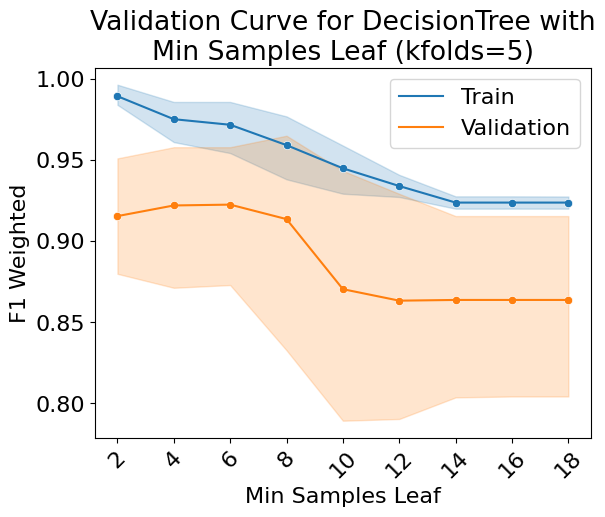 Validation Curve for DecisionTree with
Min Samples Leaf (kfolds=5)
1.00
0.95
0.90
0.85
0.80
F1 Weighted
Train
Validation
2
4
6
8
10
12
14
16
18
Min Samples Leaf